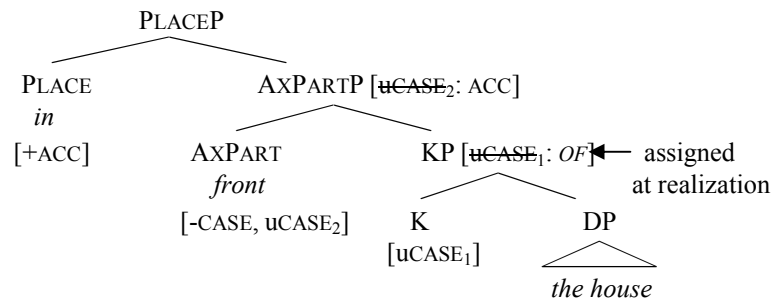 PLACEP
PLACE AXPARTP [uCASE₂: ACC]
in
[+ACC] AXPART KP [uCASE₁: OF] assigned
front at realization
[-CASE, uCASE₂] K DP
[uCASE₁]
the house